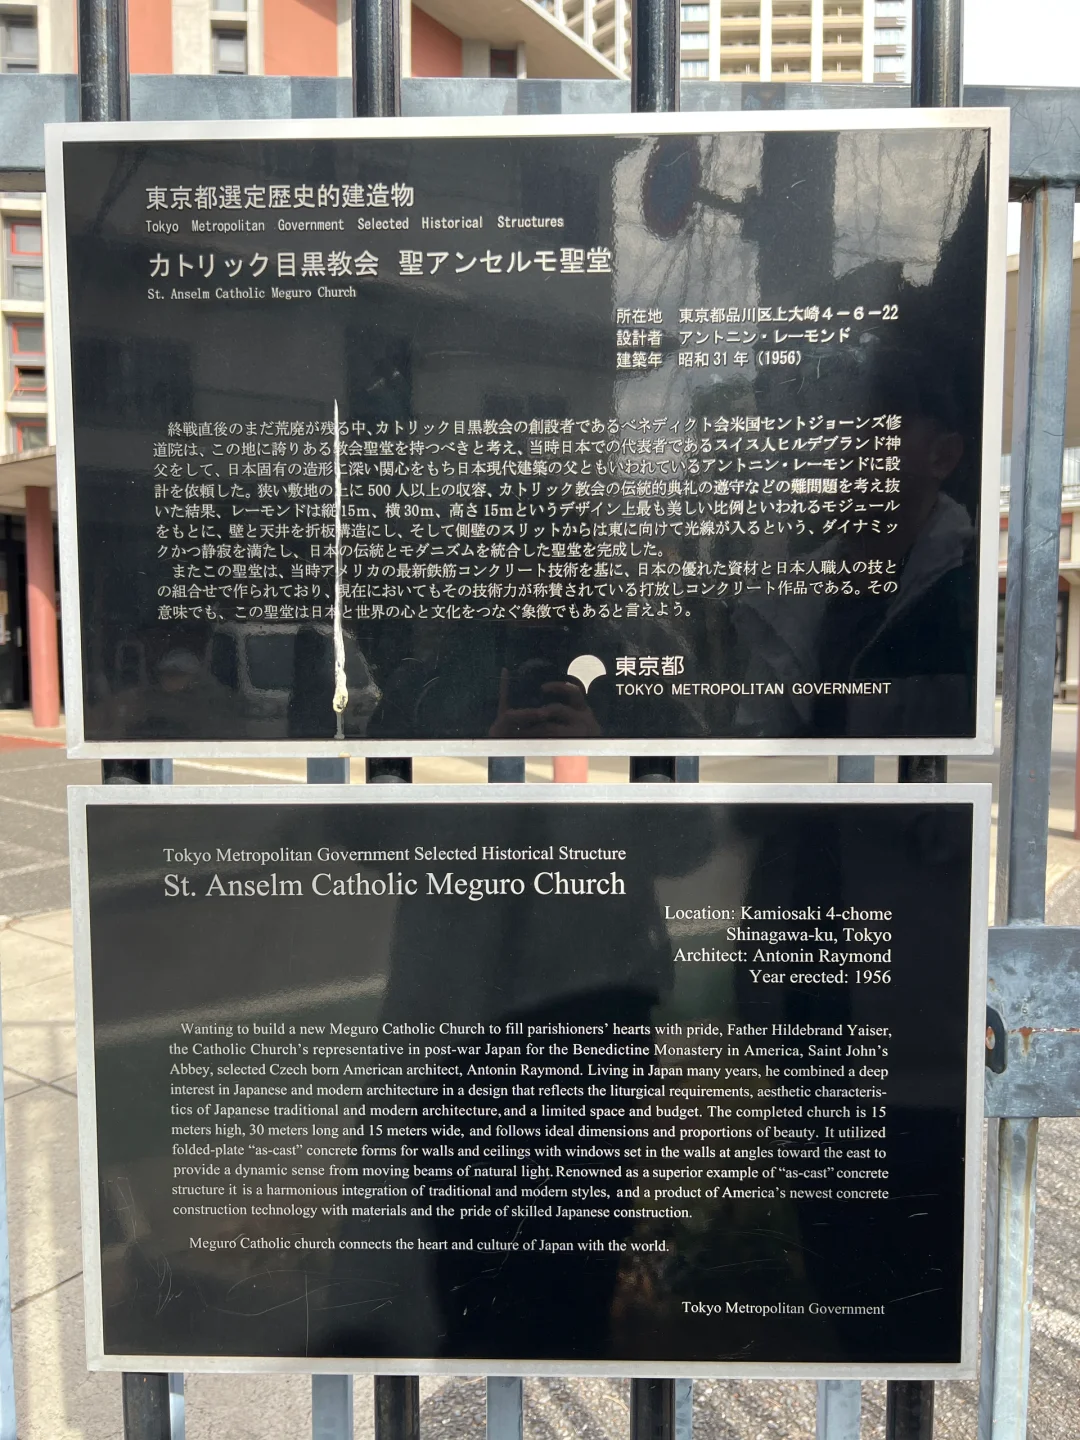 東京都選定歴史的建造物
Tokyo Metropolitan Government Selected Historical Structures
カトリック目黒教会 聖アンセルモ聖堂
St. Anselm Catholic Meguro Church
所在地 東京都品川区上大崎4-6-22
設計者 アントニン・レーモンド
建築年 昭和31年(1956)
終戦直後のまだ荒廃が残る中、カトリック目黒教会の創設者であるベネディクト会米国セントジョーンズ修
道院は、この地に誇りある教会聖堂を持つべきと考え、当時日本での代表者であるスイス人ヒルデブランド神
父をして、日本固有の造形に深い関心をもち日本現代建築の父ともいわれているアントニン・レーモンドに設
計を依頼した。狭い敷地の上に500人以上の収容、カトリック教会の伝統的典礼の遵守などの難問題を考え抜
いた結果、レーモンドは縦15m、横30m、高さ15mというデザイン上最も美しい比例といわれるモジュール
をもとに、壁と天井を折板構造にし、そして側壁のスリットからは東に向けて光線が入るという、ダイナミッ
クかつ静寂を満たし、日本の伝統とモダニズムを統合した聖堂を完成した。
またこの聖堂は、当時アメリカの最新鉄筋コンクリート技術を基に、日本の優れた資材と日本人職人の技と
の組合せで作られており、現在においてもその技術力が称賛されている打放しコンクリート作品である。その
意味でも、この聖堂は日本と世界の心と文化をつなぐ象徴でもあると言えよう。
東京都
TOKYO METROPOLITAN GOVERNMENT
Tokyo Metropolitan Government Selected Historical Structure
St. Anselm Catholic Meguro Church
Location: Kamiosaki 4-chome
Shinagawa-ku, Tokyo
Architect: Antonin Raymond
Year erected: 1956
Wanting to build a new Meguro Catholic Church to fill parishioners' hearts with pride, Father Hildebrand Yaiser,
the Catholic Church's representative in post-war Japan for the Benedictine Monastery in America, Saint John's
Abbey, selected Czech born American architect, Antonin Raymond. Living in Japan many years, he combined a deep
interest in Japanese and modern architecture in a design that reflects the liturgical requirements, aesthetic characteris-
tics of Japanese traditional and modern architecture, and a limited space and budget. The completed church is 15
meters high, 30 meters long and 15 meters wide, and follows ideal dimensions and proportions of beauty. It utilized
folded-plate "as-cast" concrete forms for walls and ceilings with windows set in the walls at angles toward the east to
provide a dynamic sense from moving beams of natural light. Renowned as a superior example of "as-cast" concrete
structure it is a harmonious integration of traditional and modern styles, and a product of America's newest concrete
construction technology with materials and the pride of skilled Japanese construction.
Meguro Catholic church connects the heart and culture of Japan with the world.
Tokyo Metropolitan Government